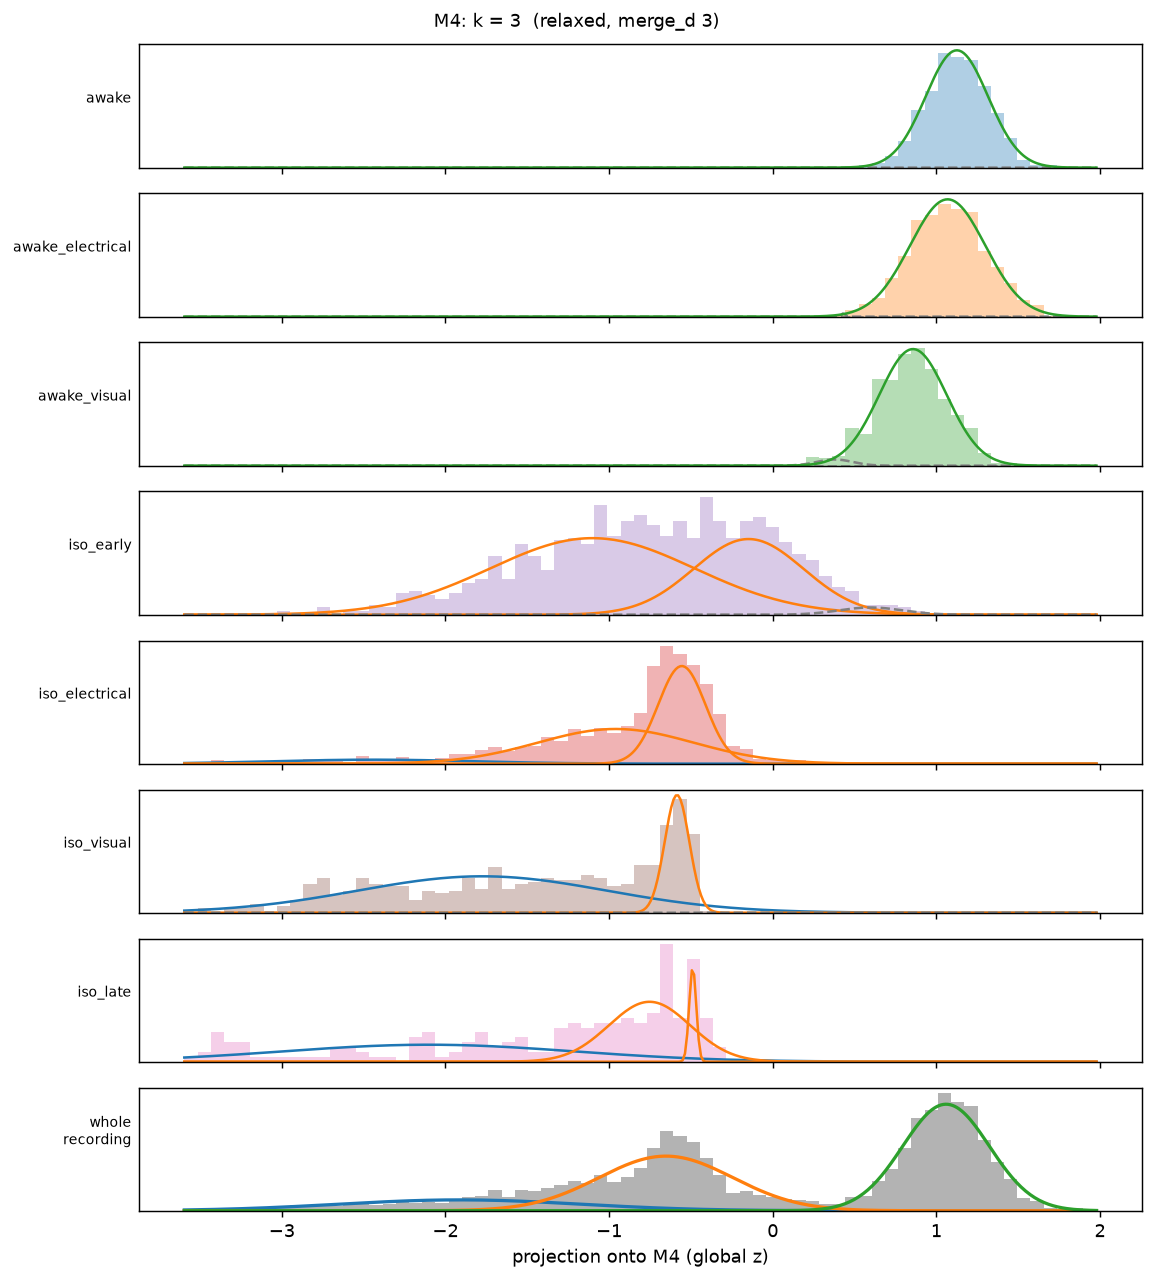 M4: k = 3  (relaxed, merge_d 3)
awake
awake_electrical
awake_visual
iso_early
iso_electrical
iso_visual
iso_late
whole
recording
−3 −2 −1 0 1 2
projection onto M4 (global z)